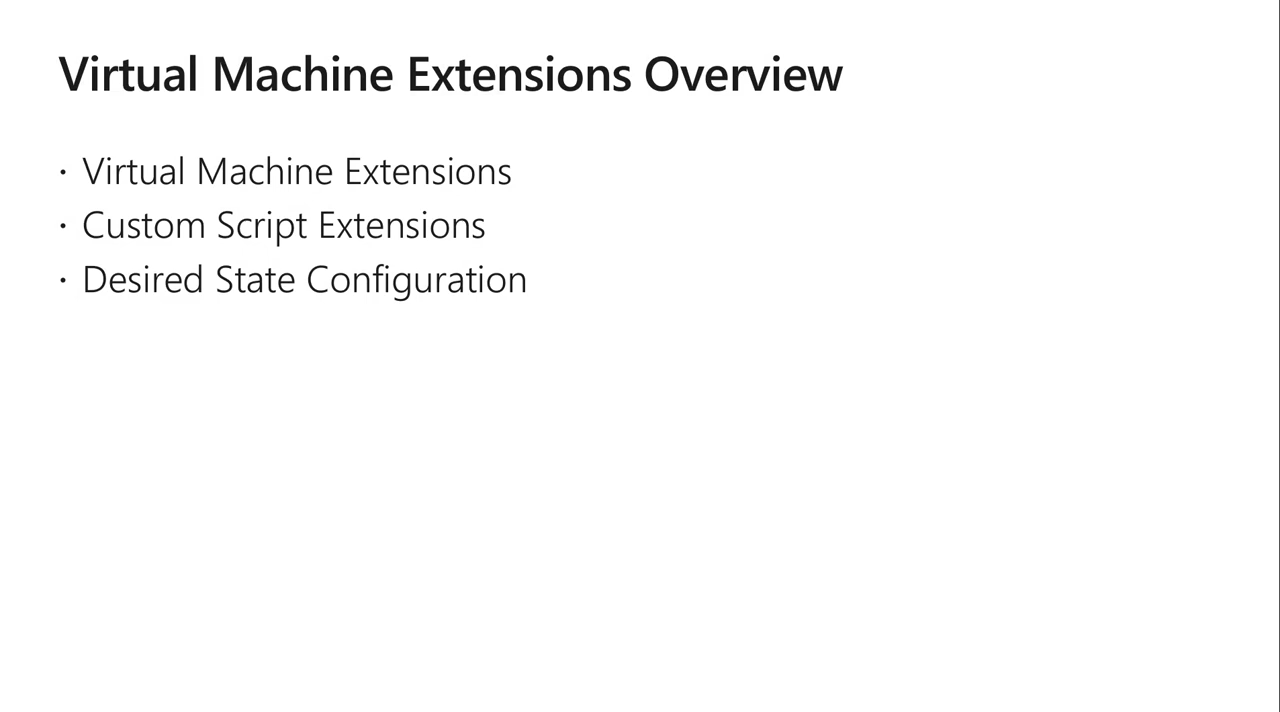 Virtual Machine Extensions Overview
· Virtual Machine Extensions
· Custom Script Extensions
· Desired State Configuration